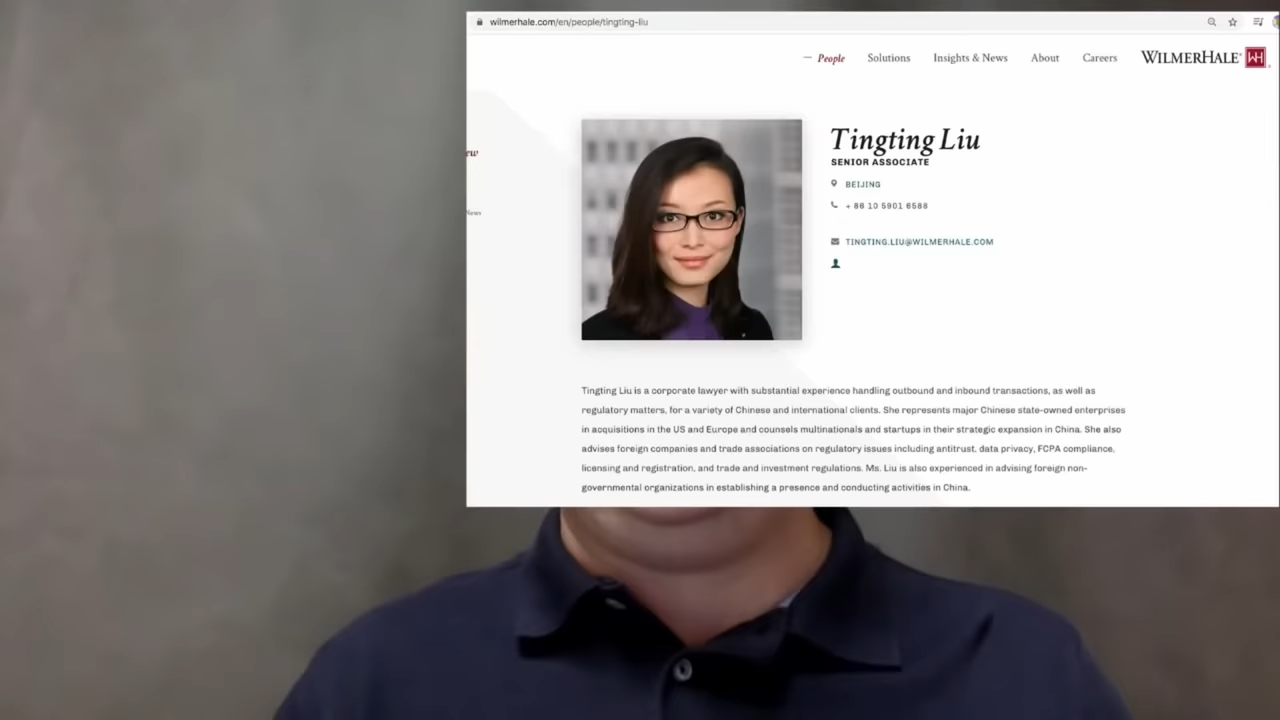 wilmerhale.com/en/people/tingting-liu
People Solutions Insights & News About Careers WILMERHALE WH
ew
News
Tingting Liu
SENIOR ASSOCIATE
BEIJING
+ 86 10 5901 6588
TINGTING.LIU@WILMERHALE.COM
Tingting Liu is a corporate lawyer with substantial experience handling outbound and inbound transactions, as well as
regulatory matters, for a variety of Chinese and international clients. She represents major Chinese state-owned enterprises
in acquisitions in the US and Europe and counsels multinationals and startups in their strategic expansion in China. She also
advises foreign companies and trade associations on regulatory issues including antitrust, data privacy, FCPA compliance,
licensing and registration, and trade and investment regulations. Ms. Liu is also experienced in advising foreign non-
governmental organizations in establishing a presence and conducting activities in China.